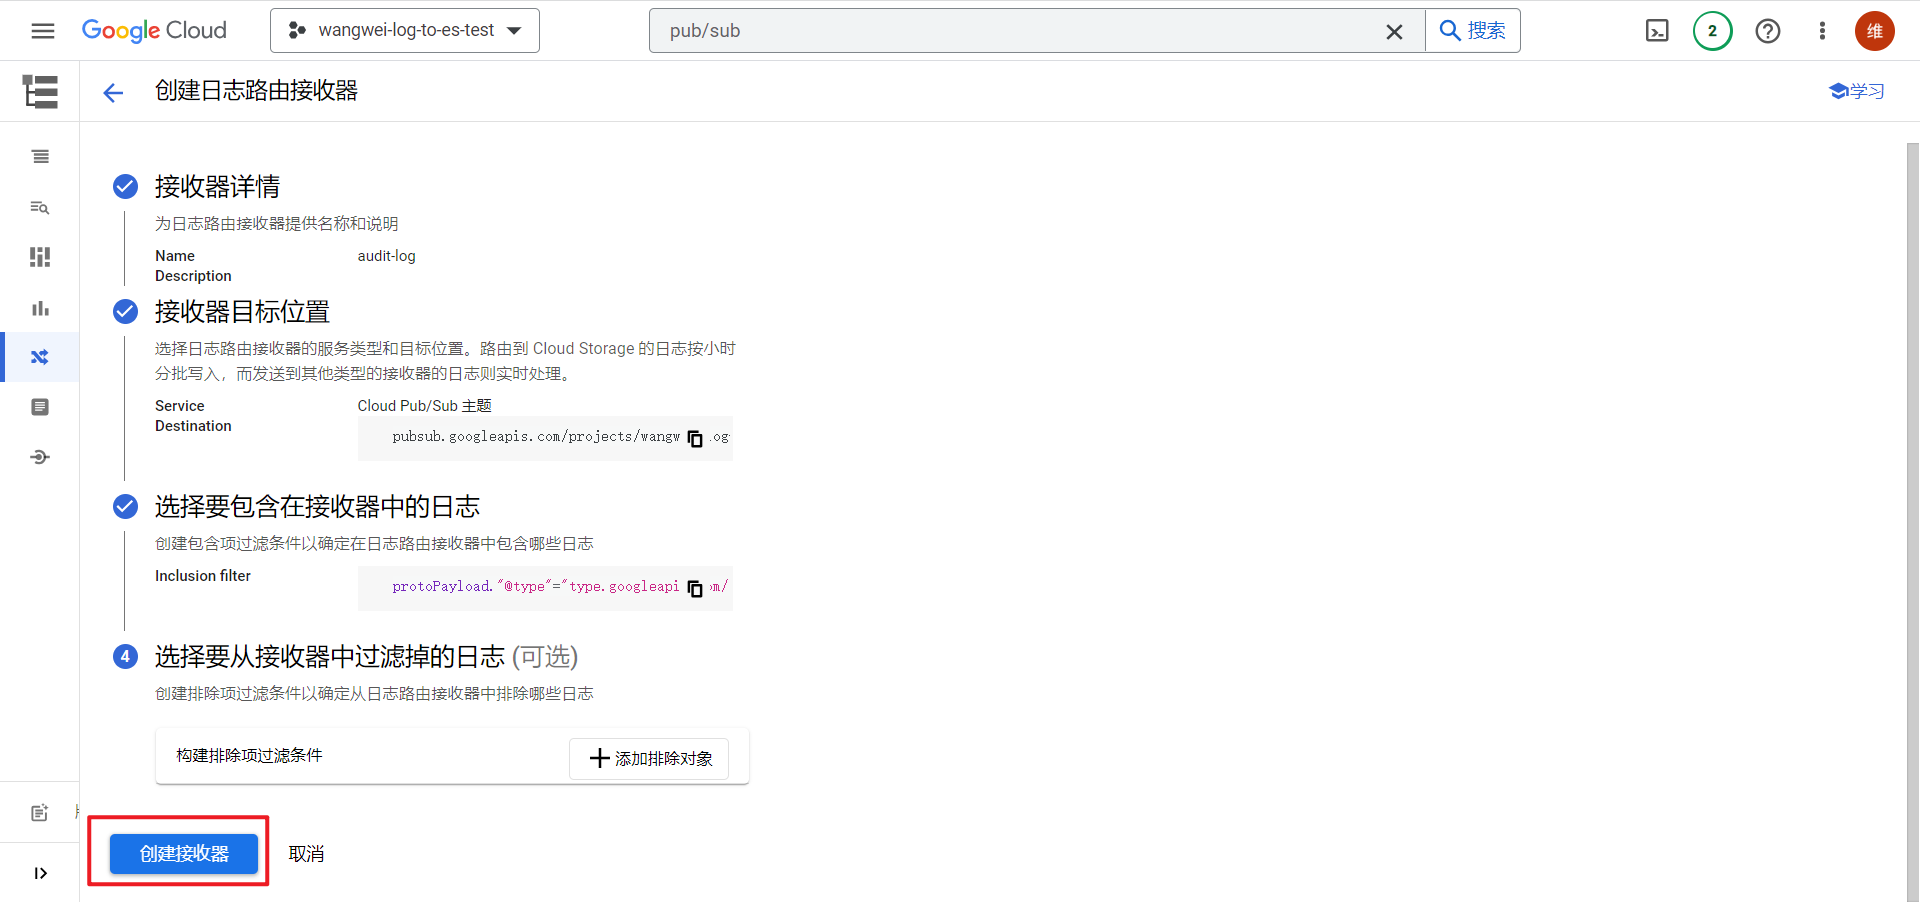 Google Cloud
wangwei-log-to-es-test
pub/sub
搜索
2
维
创建日志路由接收器
学习
接收器详情
为日志路由接收器提供名称和说明
Name audit-log
Description
接收器目标位置
选择日志路由接收器的服务类型和目标位置。路由到 Cloud Storage 的日志按小时
分批写入，而发送到其他类型的接收器的日志则实时处理。
Service Cloud Pub/Sub 主题
Destination
pubsub.googleapis.com/projects/wangw .og
选择要包含在接收器中的日志
创建包含项过滤条件以确定在日志路由接收器中包含哪些日志
Inclusion filter
protoPayload."@type"="type.googleapi om/
4 选择要从接收器中过滤掉的日志 (可选)
创建排除项过滤条件以确定从日志路由接收器中排除哪些日志
构建排除项过滤条件
添加排除对象
创建接收器
取消